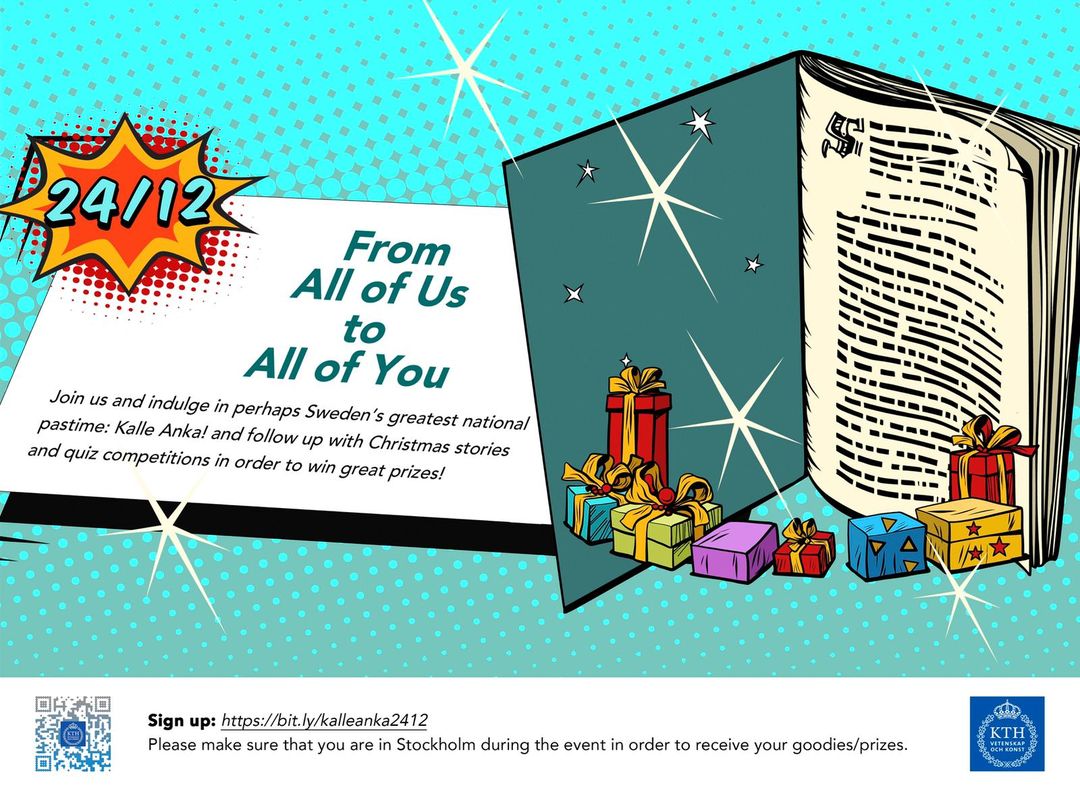 24/12
From
All of Us
to
All of You
Join us and indulge in perhaps Sweden's greatest national
pastime: Kalle Anka! and follow up with Christmas stories
and quiz competitions in order to win great prizes!
S
Sign up: https://bit.ly/kalleanka2412
Please make sure that you are in Stockholm during the event in order to receive your goodies/prizes.
KTH
KTH
VETENSKAP
OCH KONST